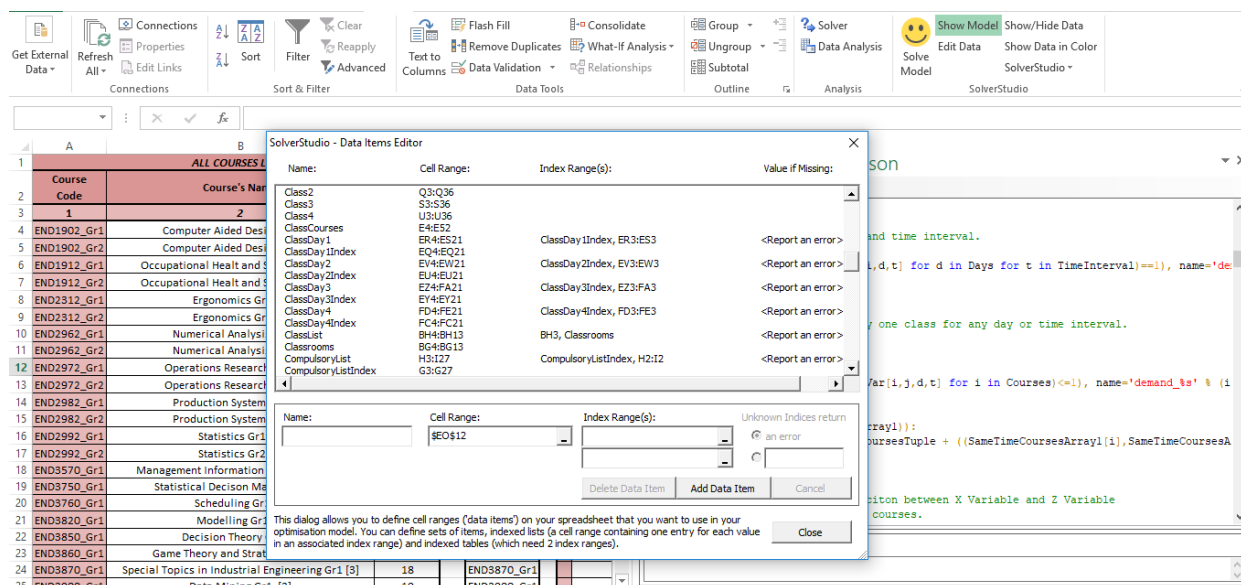 Connections
Properties
Edit Links
Get External Data
Refresh All
Connections
Sort
Filter
Clear
Reapply
Advanced
Sort & Filter
Text to Columns
Flash Fill
Remove Duplicates
Data Validation
Consolidate
What-If Analysis
Relationships
Data Tools
Group
Ungroup
Subtotal
Outline
Solver
Data Analysis
Analysis
Solve Model
Show Model
Edit Data
Show/Hide Data
Show Data in Color
SolverStudio
SolverStudio
fx
A B
1 ALL COURSES L
2 Course Code Course's Nar
3 1 2
4 END1902_Gr1 Computer Aided Desi
5 END1902_Gr2 Computer Aided Desi
6 END1912_Gr1 Occupational Healt and S
7 END1912_Gr2 Occupational Healt and S
8 END2312_Gr1 Ergonomics Gr
9 END2312_Gr2 Ergonomics Gr
10 END2962_Gr1 Numerical Analysi
11 END2962_Gr2 Numerical Analysi
12 END2972_Gr1 Operations Research
13 END2972_Gr2 Operations Research
14 END2982_Gr1 Production System
15 END2982_Gr2 Production System
16 END2992_Gr1 Statistics Gr1
17 END2992_Gr2 Statistics Gr2
18 END3570_Gr1 Management Information
19 END3750_Gr1 Statistical Decison Ma
20 END3760_Gr1 Scheduling Gr
21 END3820_Gr1 Modelling Gr1
22 END3850_Gr1 Decision Theory
23 END3860_Gr1 Game Theory and Strat
24 END3870_Gr1 Special Topics in Industrial Engineering Gr1 [3] 18 END3870_Gr1
SolverStudio - Data Items Editor
Name: Cell Range: Index Range(s): Value if Missing:
Class2 Q3:Q36
Class3 S3:S36
Class4 U3:U36
ClassCourses E4:E52
ClassDay1 ER4:ES21 ClassDay1Index, ER3:ES3 <Report an error>
ClassDay1Index EQ4:EQ21
ClassDay2 EV4:EW21 ClassDay2Index, EV3:EW3 <Report an error>
ClassDay2Index EU4:EU21
ClassDay3 EZ4:FA21 ClassDay3Index, EZ3:FA3 <Report an error>
ClassDay3Index EY4:EY21
ClassDay4 FD4:FE21 ClassDay4Index, FD3:FE3 <Report an error>
ClassDay4Index FC4:FC21
ClassList BH4:BH13 BH3, Classrooms <Report an error>
Classrooms BG4:BG13
CompulsoryList H3:I27 CompulsoryListIndex, H2:I2 <Report an error>
CompulsoryListIndex G3:G27
Name: Cell Range: Index Range(s): Unknown Indices return
$EO$12 an error
Delete Data Item Add Data Item Cancel
This dialog allows you to define cell ranges ('data items') on your spreadsheet that you want to use in your
optimisation model. You can define sets of items, indexed lists (a cell range containing one entry for each value
in an associated index range) and indexed tables (which need 2 index ranges).
Close
son
and time interval.
i,d,t] for d in Days for t in TimeInterval)==1), name='de
y one class for any day or time interval.
Var[i,j,d,t] for i in Courses)<=1), name='demand_%s' % (i
rray1)):
oursesTuple + ((SameTimeCoursesArray1[i],SameTimeCoursesA
citon between X Variable and Z Variable
courses.